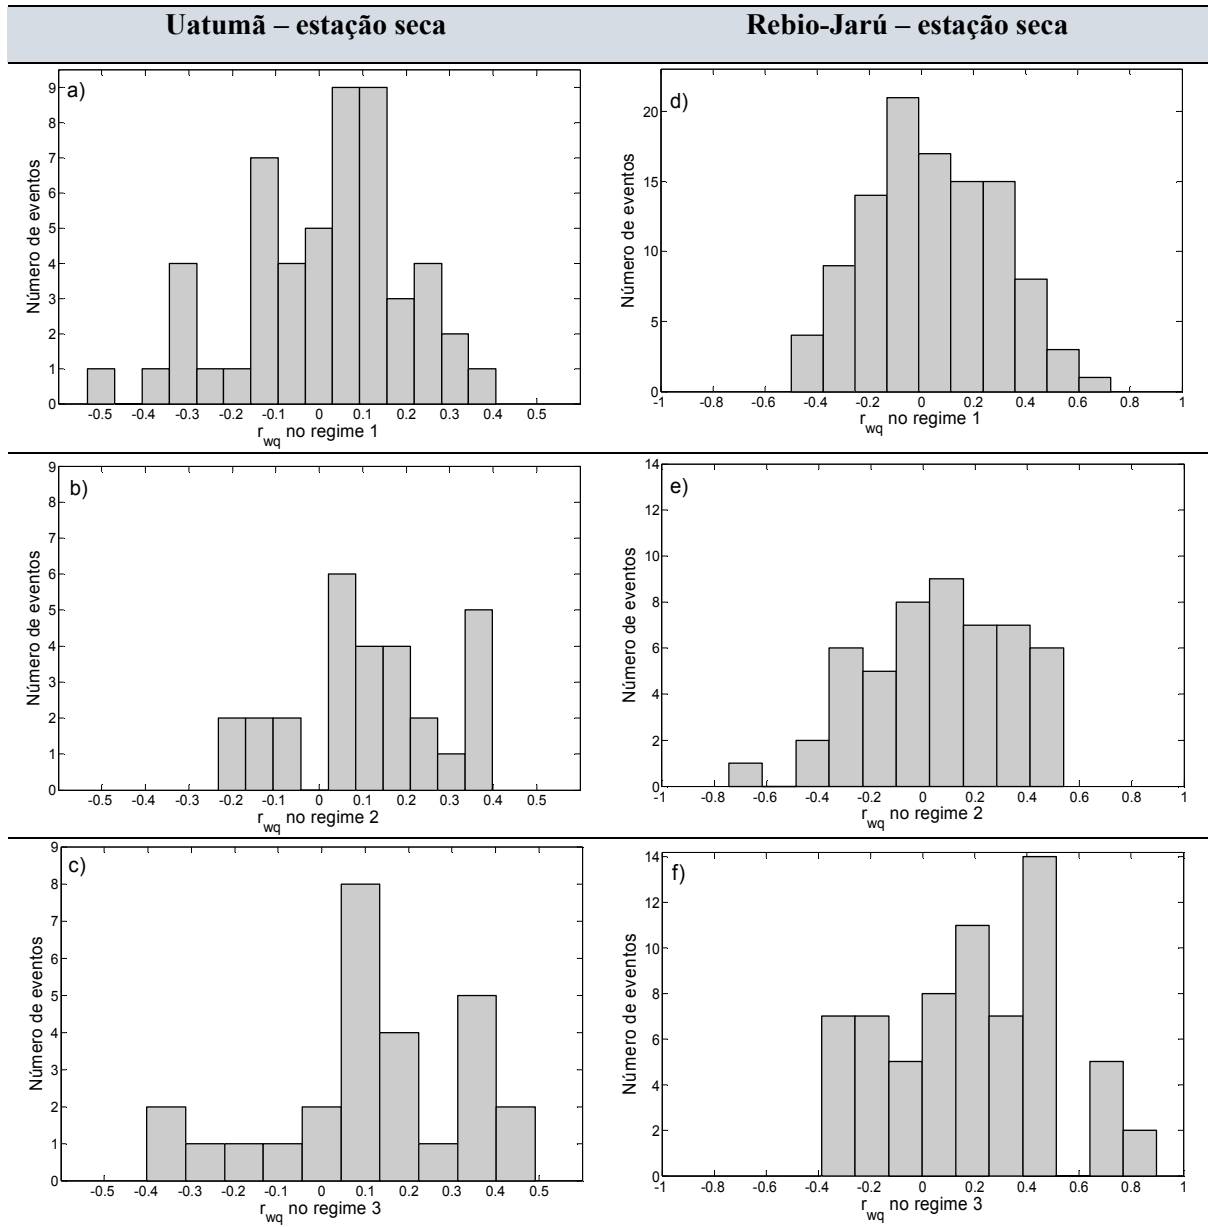 Uatumã – estação seca
Rebio-Jarú – estação seca
a)
Número de eventos
9
8
7
6
5
4
3
2
1
0
-0.5 -0.4 -0.3 -0.2 -0.1 0 0.1 0.2 0.3 0.4 0.5
r_wq no regime 1
d)
Número de eventos
20
15
10
5
0
-1 -0.8 -0.6 -0.4 -0.2 0 0.2 0.4 0.6 0.8 1
r_wq no regime 1
b)
Número de eventos
9
8
7
6
5
4
3
2
1
0
-0.5 -0.4 -0.3 -0.2 -0.1 0 0.1 0.2 0.3 0.4 0.5
r_wq no regime 2
e)
Número de eventos
14
12
10
8
6
4
2
0
-1 -0.8 -0.6 -0.4 -0.2 0 0.2 0.4 0.6 0.8 1
r_wq no regime 2
c)
Número de eventos
9
8
7
6
5
4
3
2
1
0
-0.5 -0.4 -0.3 -0.2 -0.1 0 0.1 0.2 0.3 0.4 0.5
r_wq no regime 3
f)
Número de eventos
14
12
10
8
6
4
2
0
-1 -0.8 -0.6 -0.4 -0.2 0 0.2 0.4 0.6 0.8 1
r_wq no regime 3